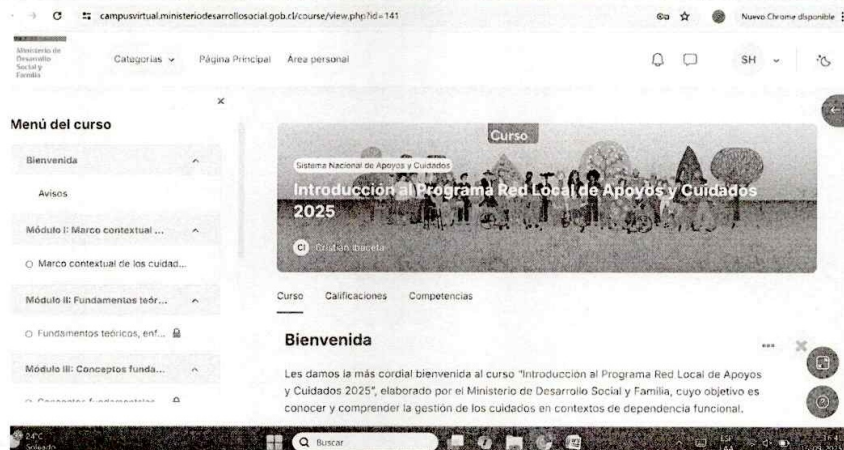 campusvirtual.ministeriodesarrollosocial.gob.cl/course/view.php?id=141
Nuevo Chrome disponible
Ministerio de
Desarrollo
Social y
Familia
Categorías
Página Principal
Área personal
SH
Menú del curso
Bienvenida
Avisos
Módulo I: Marco contextual ...
Marco contextual de los cuidad...
Módulo II: Fundamentos teór...
Fundamentos teóricos, enf...
Módulo III: Conceptos funda...
Conceptos fundamentales
Curso
Sistema Nacional de Apoyos y Cuidados
Introducción al Programa Red Local de Apoyos y Cuidados
2025
CI
Cristian Ibaceta
Curso
Calificaciones
Competencias
Bienvenida
Les damos la más cordial bienvenida al curso "Introducción al Programa Red Local de Apoyos
y Cuidados 2025", elaborado por el Ministerio de Desarrollo Social y Familia, cuyo objetivo es
conocer y comprender la gestión de los cuidados en contextos de dependencia funcional.
24°C
Soleado
Buscar
ESP
LAA